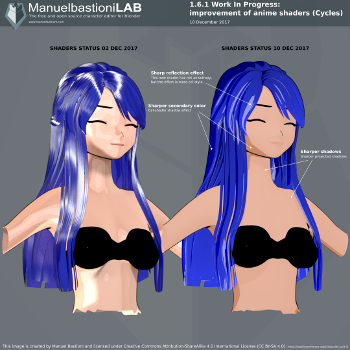 ManuelbastioniLAB
The free and open source character editor for Blender
www.manuelbastioni.com
1.6.1 Work in Progress:
improvement of anime shaders (Cycles)
10 December 2017
SHADERS STATUS 02 DEC 2017
SHADERS STATUS 10 DEC 2017
Sharp reflection effect
Sharper secondary color
Sharper shadows
This image is created by Manuel Bastioni and licensed under Creative Commons Attribution-ShareAlike 4.0 International License (CC BY-SA 4.0)